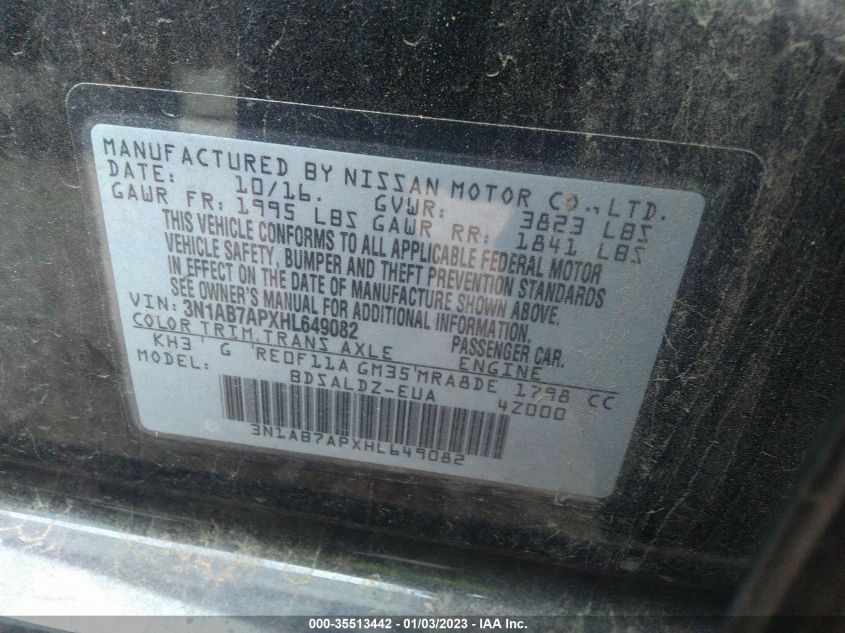 MANUFACTURED BY NISSAN MOTOR CO.,LTD.
DATE: 10/16. GVWR: 3823 LBS
GAWR FR: 1995 LBS GAWR RR: 1841 LBS
THIS VEHICLE CONFORMS TO ALL APPLICABLE FEDERAL MOTOR
VEHICLE SAFETY, BUMPER AND THEFT PREVENTION STANDARDS
IN EFFECT ON THE DATE OF MANUFACTURE SHOWN ABOVE.
SEE OWNER'S MANUAL FOR ADDITIONAL INFORMATION.
VIN: 3N1AB7APXHL649082 PASSENGER CAR.
COLOR TRIM.TRANS AXLE ENGINE
KH3' G RE0F11A GM35'MRA8DE 1798 CC
MODEL: BDSALDZ-EUA 4Z000
3N1AB7APXHL649082
000-35513442 - 01/03/2023 - IAA Inc.